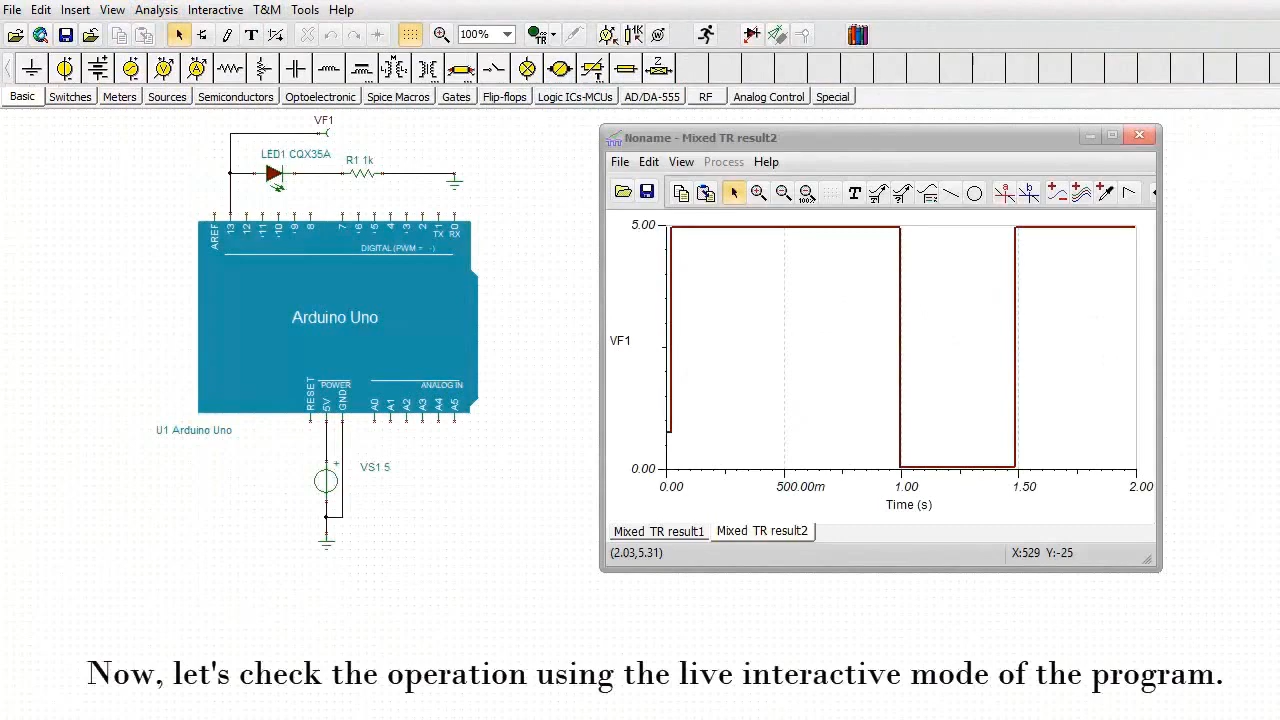 File Edit Insert View Analysis Interactive T&M Tools Help
100%
Basic Switches Meters Sources Semiconductors Optoelectronic Spice Macros Gates Flip-flops Logic ICs-MCUs AD/DA-555 RF Analog Control Special
VF1
LED1 CQX35A
R1 1k
AREF 13 12 ~11 ~10 ~9 8 7 ~6 ~5 4 ~3 2 1 0
TX RX
DIGITAL (PWM = ~)
Arduino Uno
POWER ANALOG IN
RESET 5V GND A0 A1 A2 A3 A4 A5
U1 Arduino Uno
VS1 5
Noname - Mixed TR result2
File Edit View Process Help
5.00
VF1
0.00
0.00 500.00m 1.00 1.50 2.00
Time (s)
Mixed TR result1 Mixed TR result2
(2.03,5.31) X:529 Y:-25
Now, let's check the operation using the live interactive mode of the program.